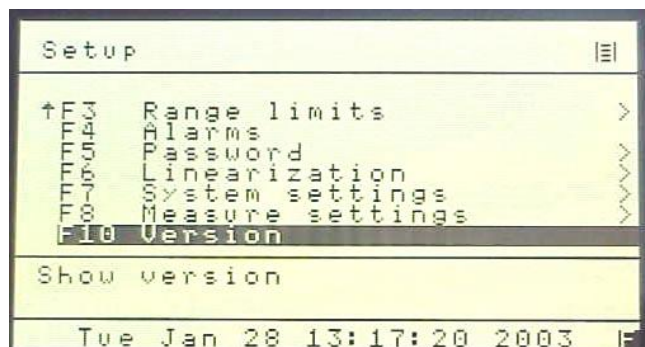 Setup
↑F3 Range limits >
F4 Alarms
F5 Password >
F6 Linearization >
F7 System settings >
F8 Measure settings >
F10 Version
Show version
Tue Jan 28 13:17:20 2003